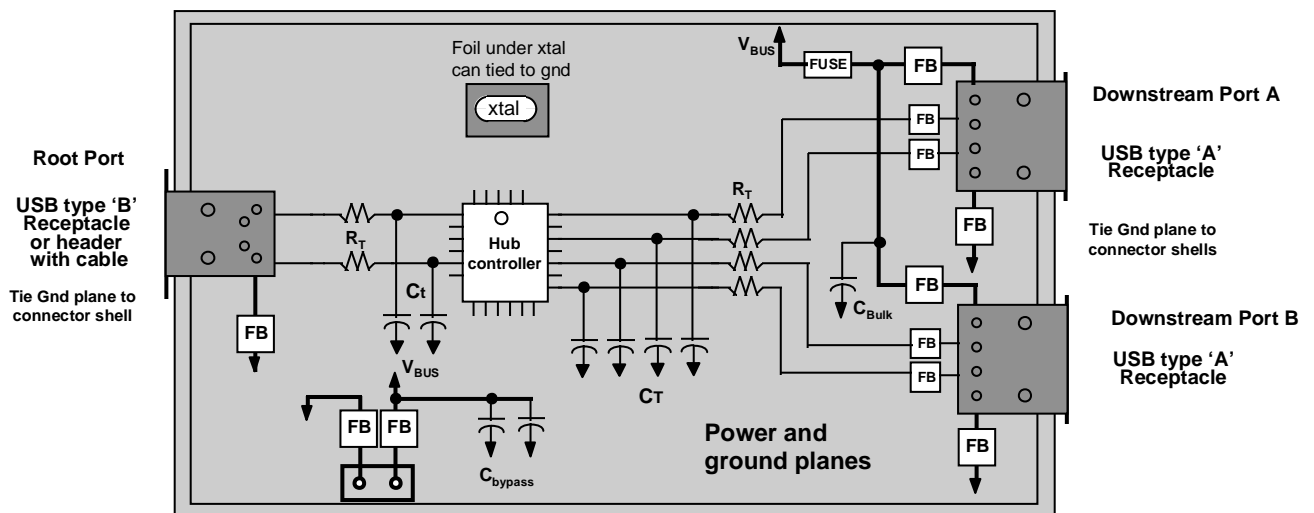 Foil under xtal
can tied to gnd
xtal
V_BUS
FUSE
FB
FB
FB
Downstream Port A
USB type ‘A’
Receptacle
FB
Tie Gnd plane to
connector shells
Root Port
USB type ‘B’
Receptacle
or header
with cable
Tie Gnd plane to
connector shell
FB
R_T
Ct
Hub
controller
R_T
C_Bulk
FB
FB
FB
Downstream Port B
USB type ‘A’
Receptacle
FB
V_BUS
FB
FB
C_bypass
CT
Power and
ground planes